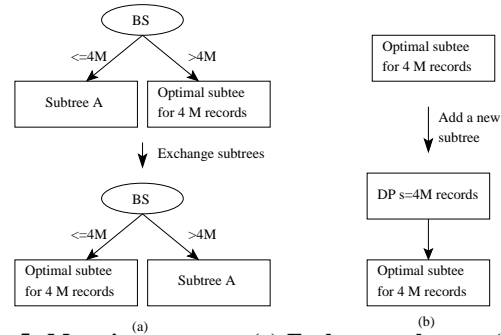 BS
<=4M
>4M
Subtree A
Optimal subtee
for 4 M records
Exchange subtrees
BS
<=4M
>4M
Optimal subtee
for 4 M records
Subtree A
(a)
Optimal subtee
for 4 M records
Add a new
subtree
DP s=4M records
Optimal subtee
for 4 M records
(b)